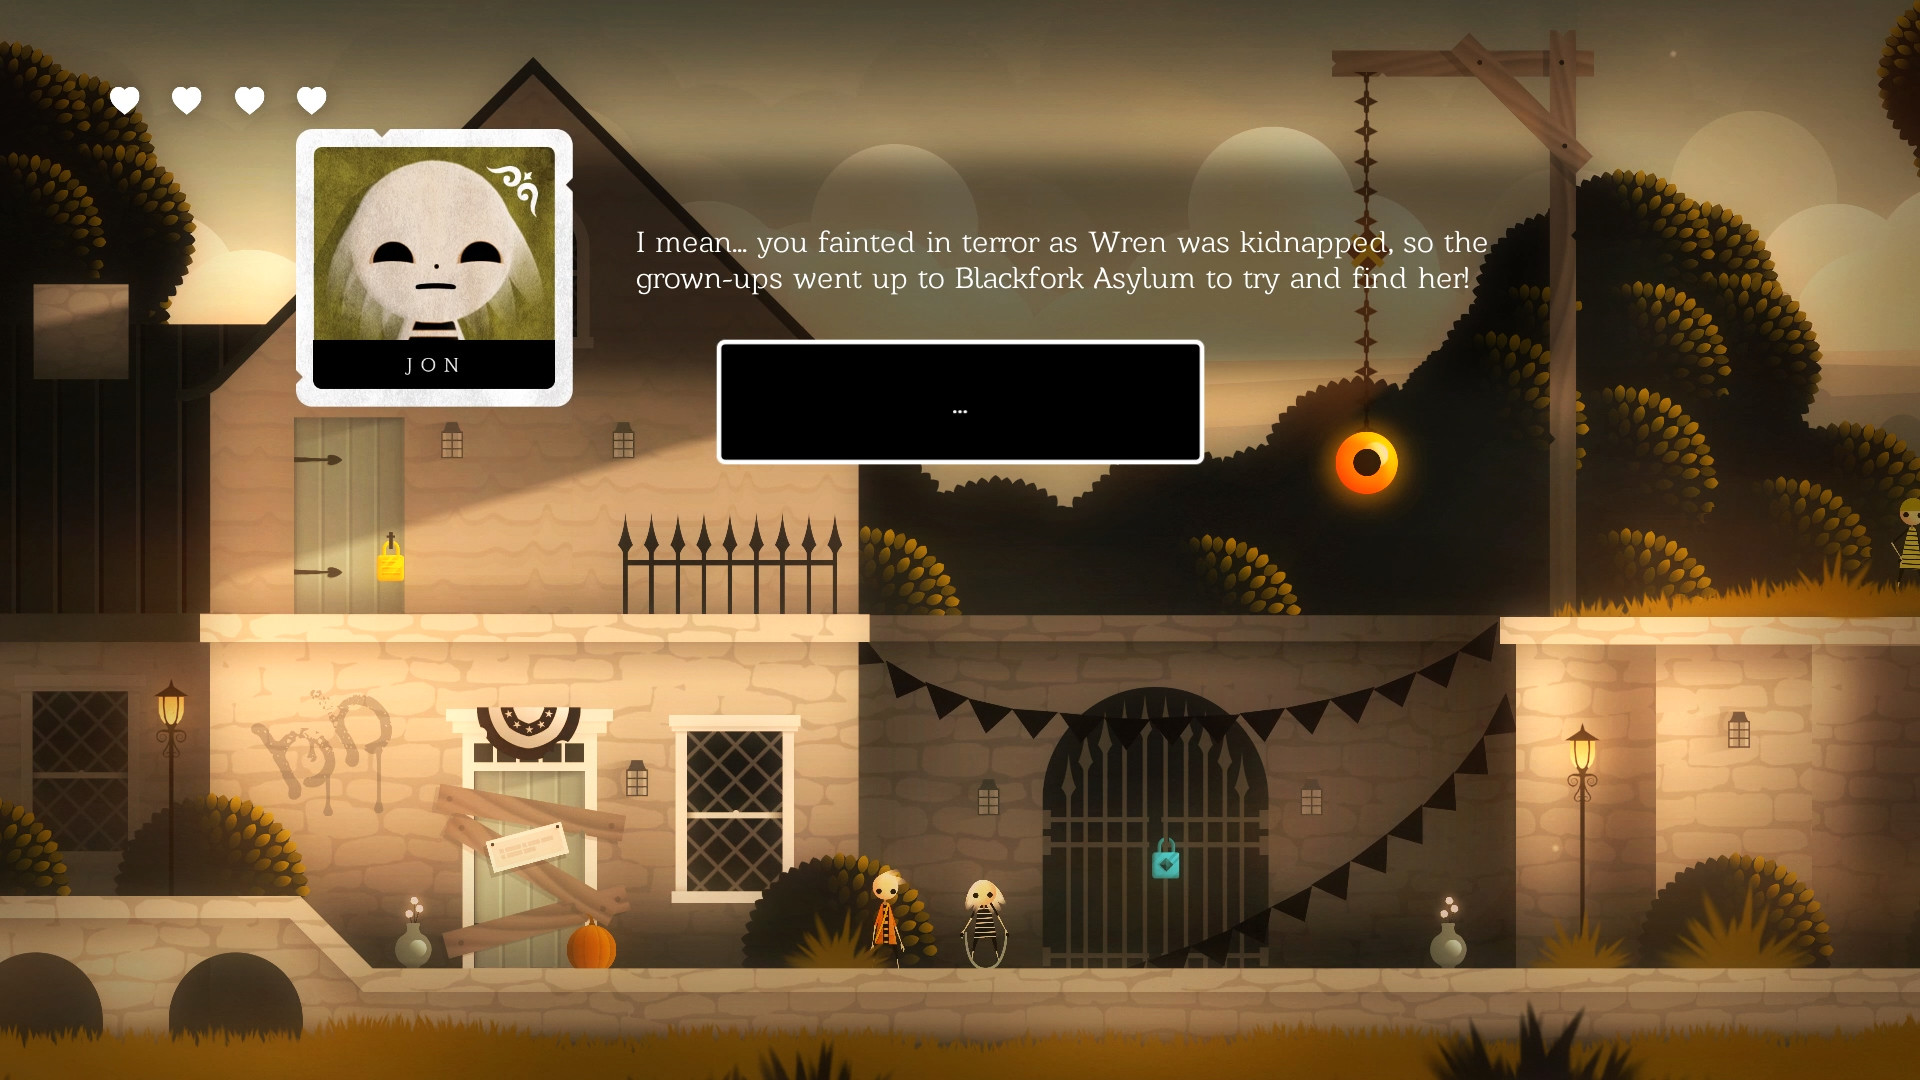 I mean... you fainted in terror as Wren was kidnapped, so the
grown-ups went up to Blackfork Asylum to try and find her!
JON
...